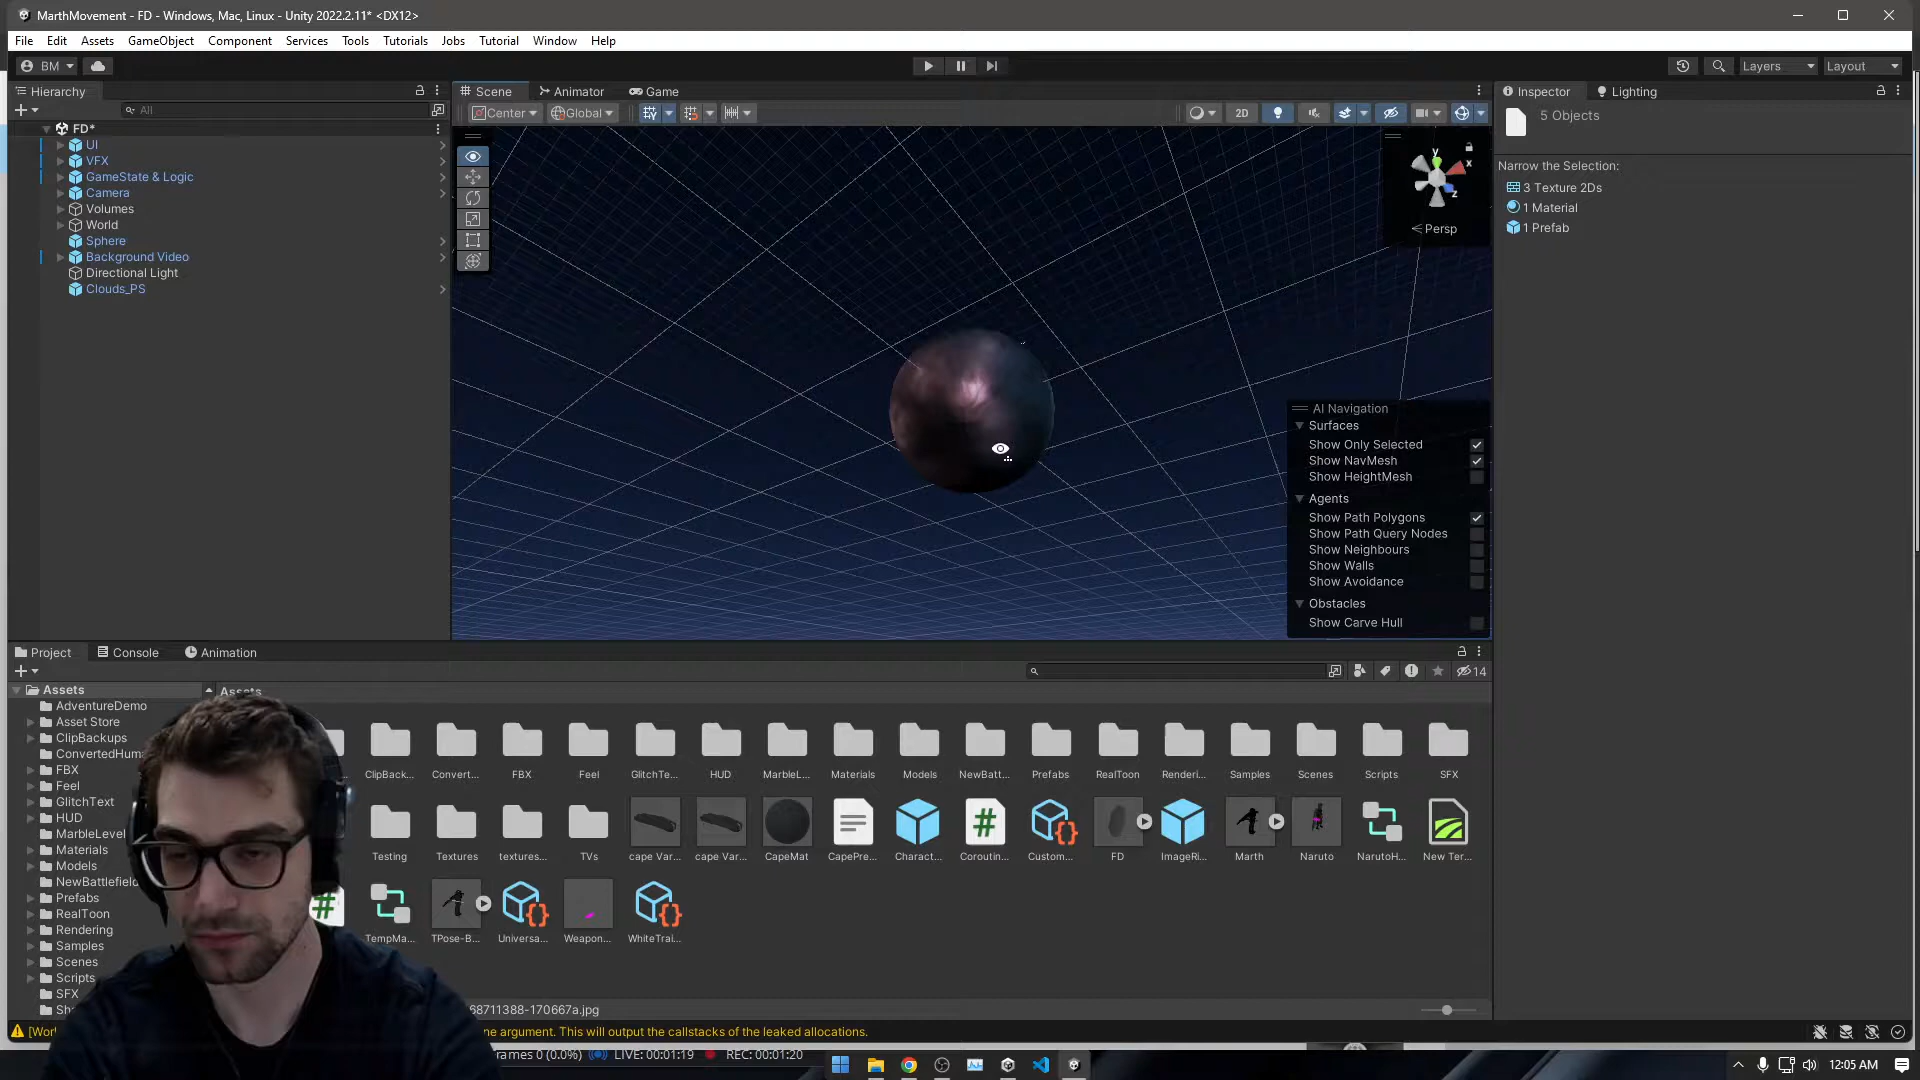 MarthMovement - FD - Windows, Mac, Linux - Unity 2022.2.11* <DX12>
File Edit Assets GameObject Component Services Tools Tutorials Jobs Tutorial Window Help
BM
Layers Layout
Hierarchy
All
FD*
UI
VFX
GameState & Logic
Camera
Volumes
World
Sphere
Background Video
Directional Light
Clouds_PS
Scene Animator Game
Center Global 2D
y
x
z
Persp
AI Navigation
Surfaces
Show Only Selected
Show NavMesh
Show HeightMesh
Agents
Show Path Polygons
Show Path Query Nodes
Show Neighbours
Show Walls
Show Avoidance
Obstacles
Show Carve Hull
Inspector Lighting
5 Objects
Narrow the Selection:
3 Texture 2Ds
1 Material
1 Prefab
Project Console Animation
14
Assets
AdventureDemo
Asset Store
ClipBackups
ConvertedHum
FBX
Feel
GlitchText
HUD
MarbleLevel
Materials
Models
NewBattlefield
Prefabs
RealToon
Rendering
Samples
Scenes
Scripts
SFX
Assets
ClipBack... Convert... FBX Feel GlitchTe... HUD MarbleL... Materials Models NewBatt... Prefabs RealToon Renderi... Samples Scenes Scripts SFX
Testing Textures textures... TVs cape Var... cape Var... CapeMat CapePre... Charact... Coroutin... Custom... FD ImageRi... Marth Naruto NarutoH... New Ter...
TempMa... TPose-B... Universa... Weapon... WhiteTrai...
68711388-170667a.jpg
ne argument. This will output the callstacks of the leaked allocations.
rames 0 (0.0%) LIVE: 00:01:19 REC: 00:01:20
12:05 AM